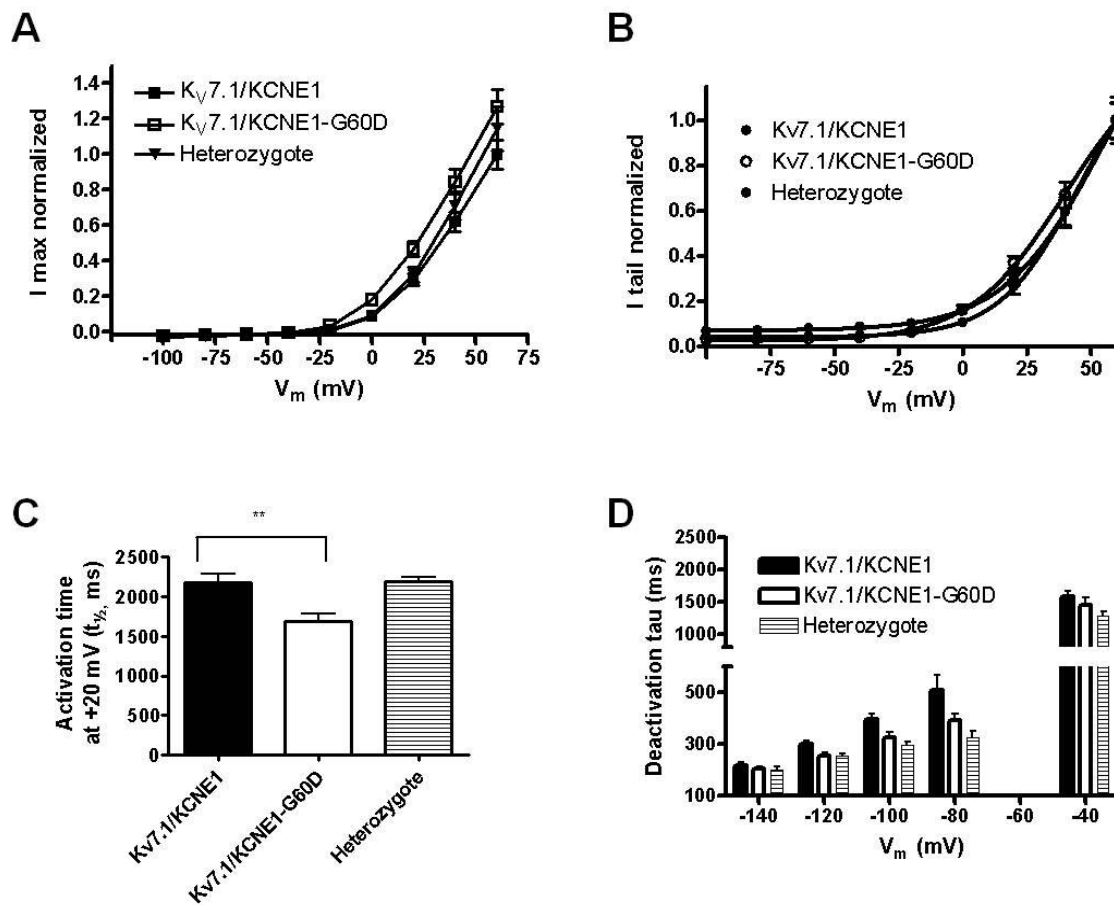 A
Kv7.1/KCNE1
Kv7.1/KCNE1-G60D
Heterozygote
I max normalized
1.4
1.2
1.0
0.8
0.6
0.4
0.2
0.0
-100 -75 -50 -25 0 25 50 75
Vm (mV)
B
Kv7.1/KCNE1
Kv7.1/KCNE1-G60D
Heterozygote
I tail normalized
1.0
0.8
0.6
0.4
0.2
0.0
-75 -50 -25 0 25 50
Vm (mV)
C
**
Activation time
at +20 mV (t½, ms)
2500
2000
1500
1000
500
0
Kv7.1/KCNE1
Kv7.1/KCNE1-G60D
Heterozygote
D
Kv7.1/KCNE1
Kv7.1/KCNE1-G60D
Heterozygote
Deactivation tau (ms)
2500
2000
1500
1000
500
300
100
-140 -120 -100 -80 -60 -40
Vm (mV)